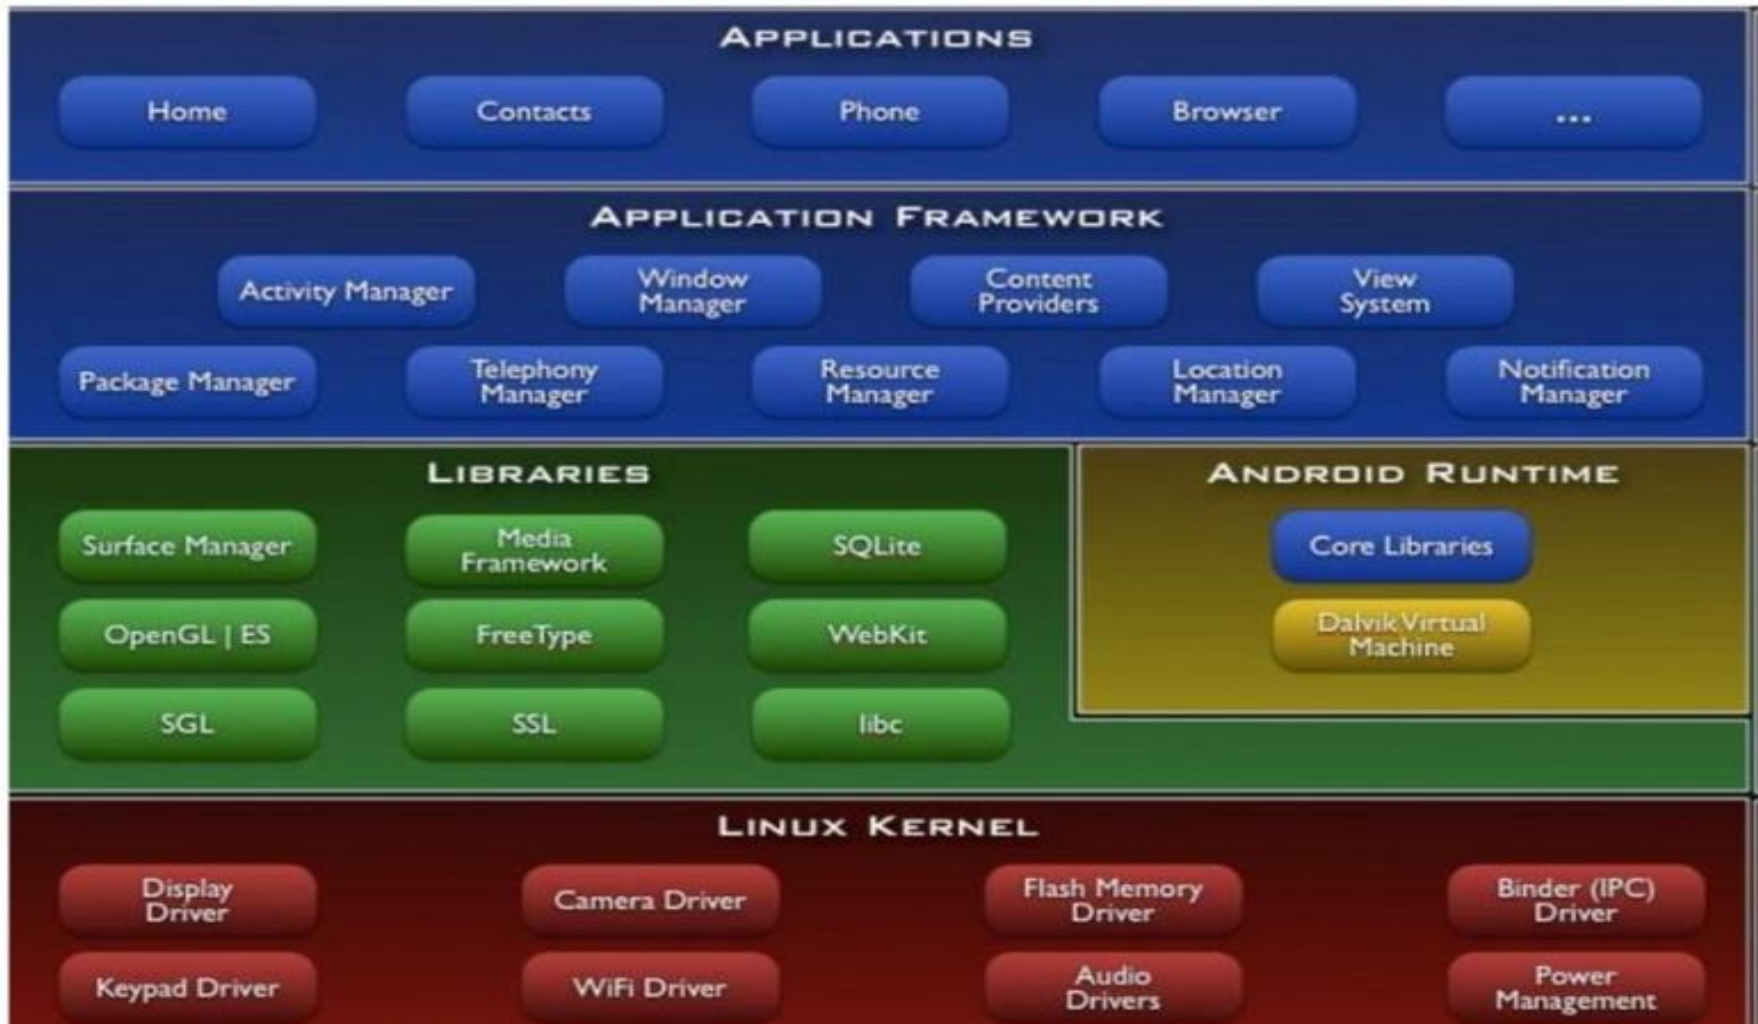 APPLICATIONS
Home
Contacts
Phone
Browser
...
APPLICATION FRAMEWORK
Activity Manager
Window
Manager
Content
Providers
View
System
Package Manager
Telephony
Manager
Resource
Manager
Location
Manager
Notification
Manager
LIBRARIES
Surface Manager
Media
Framework
SQLite
OpenGL | ES
FreeType
WebKit
SGL
SSL
libc
ANDROID RUNTIME
Core Libraries
Dalvik Virtual
Machine
LINUX KERNEL
Display
Driver
Camera Driver
Flash Memory
Driver
Binder (IPC)
Driver
Keypad Driver
WiFi Driver
Audio
Drivers
Power
Management